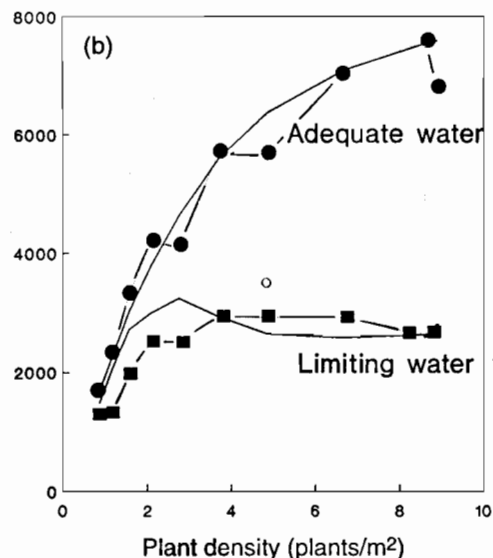 8000
(b)
6000
Adequate water
4000
2000
Limiting water
0
0 2 4 6 8 10
Plant density (plants/m²)